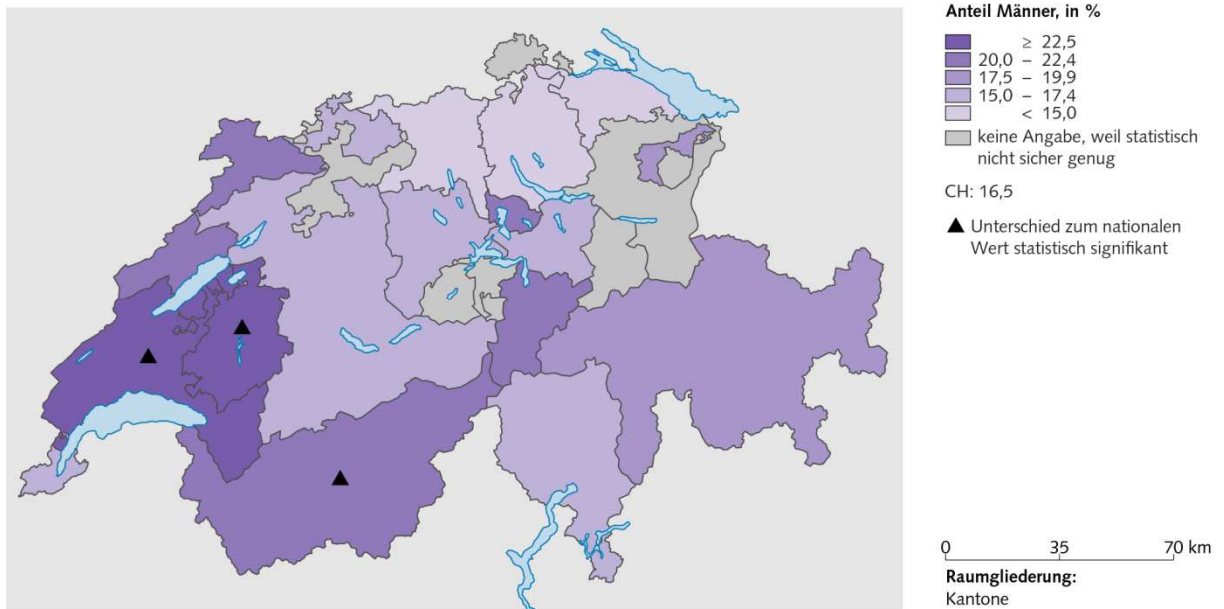 Anteil Männer, in %
≥ 22,5
20,0 – 22,4
17,5 – 19,9
15,0 – 17,4
< 15,0
keine Angabe, weil statistisch
nicht sicher genug
CH: 16,5
▲ Unterschied zum nationalen
Wert statistisch signifikant
0 35 70 km
Raumgliederung:
Kantone